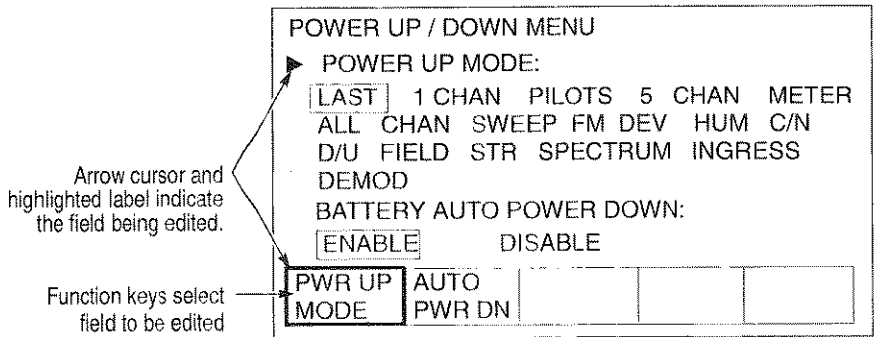 POWER UP / DOWN MENU
POWER UP MODE:
LAST 1 CHAN PILOTS 5 CHAN METER
ALL CHAN SWEEP FM DEV HUM C/N
D/U FIELD STR SPECTRUM INGRESS
DEMOD
BATTERY AUTO POWER DOWN:
ENABLE DISABLE
PWR UP AUTO
MODE PWR DN
Arrow cursor and
highlighted label indicate
the field being edited.
Function keys select
field to be edited